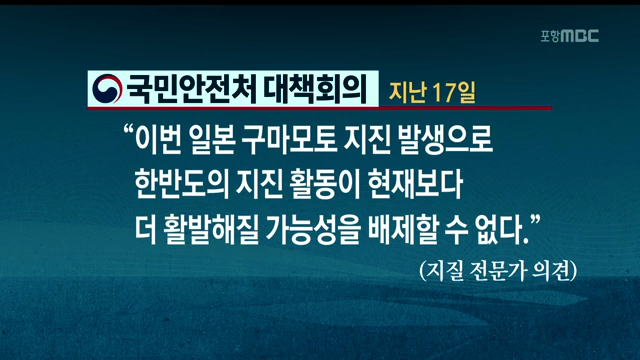 포항MBC
국민안전처 대책회의 지난 17일
“이번 일본 구마모토 지진 발생으로
한반도의 지진 활동이 현재보다
더 활발해질 가능성을 배제할 수 없다.”
(지질 전문가 의견)